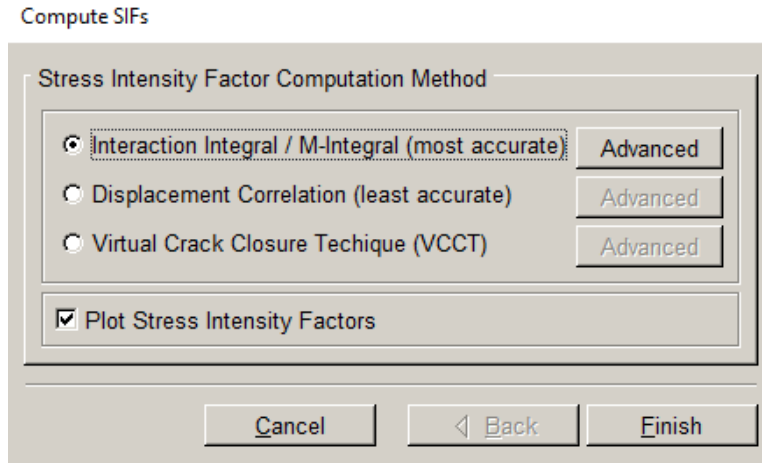 Compute SIFs
Stress Intensity Factor Computation Method
Interaction Integral / M-Integral (most accurate) Advanced
Displacement Correlation (least accurate) Advanced
Virtual Crack Closure Techique (VCCT) Advanced
Plot Stress Intensity Factors
Cancel Back Finish